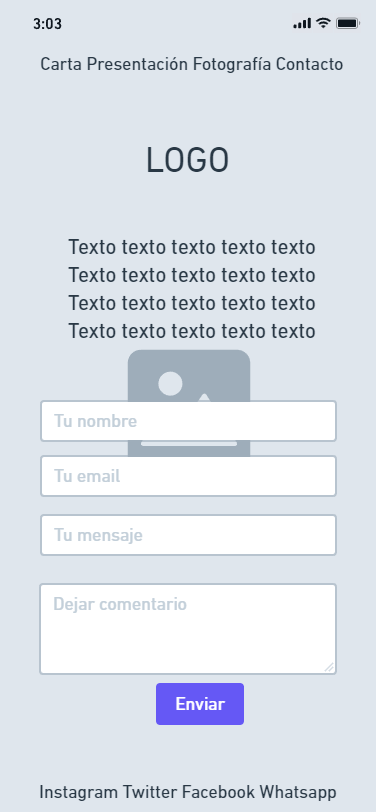 3:03
Carta Presentación Fotografía Contacto
LOGO
Texto texto texto texto texto
Texto texto texto texto texto
Texto texto texto texto texto
Texto texto texto texto texto
Tu nombre
Tu email
Tu mensaje
Dejar comentario
Enviar
Instagram Twitter Facebook Whatsapp